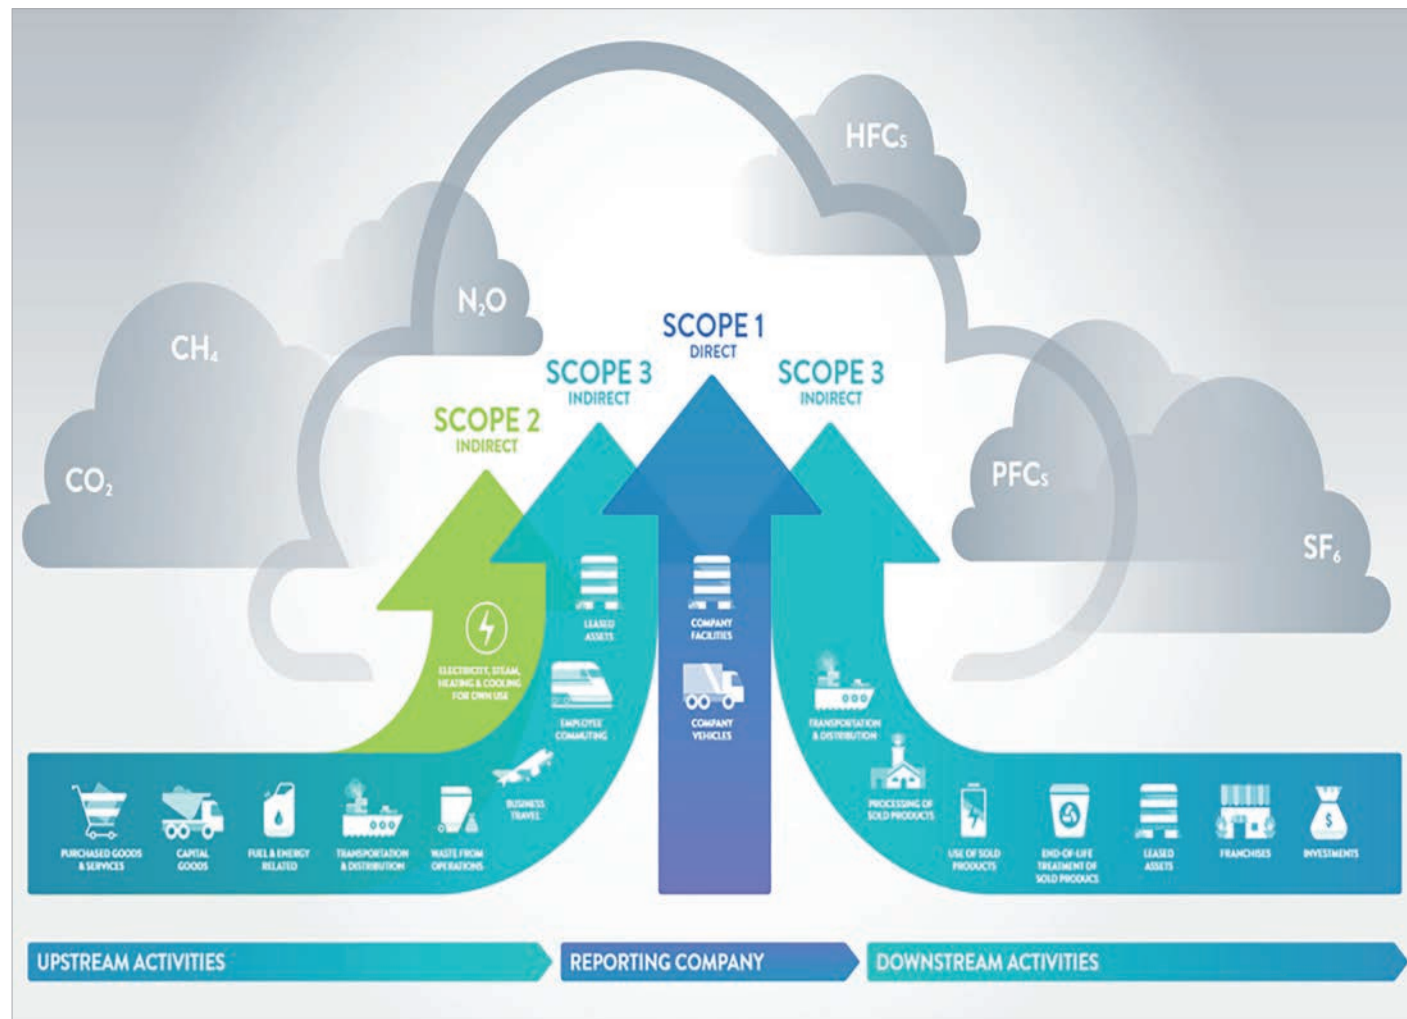 HFCs
N₂O
CH₄
SCOPE 1
DIRECT
SCOPE 3
INDIRECT
SCOPE 3
INDIRECT
SCOPE 2
INDIRECT
CO₂
PFCs
SF₆
ELECTRICITY, STEAM,
HEATING & COOLING
FOR OWN USE
LEASED
ASSETS
EMPLOYEE
COMMUTING
BUSINESS
TRAVEL
COMPANY
FACILITIES
COMPANY
VEHICLES
TRANSPORTATION
& DISTRIBUTION
PROCESSING OF
SOLD PRODUCTS
PURCHASED GOODS
& SERVICES
CAPITAL
GOODS
FUEL & ENERGY
RELATED
TRANSPORTATION
& DISTRIBUTION
WASTE FROM
OPERATIONS
USE OF SOLD
PRODUCTS
END-OF-LIFE
TREATMENT OF
SOLD PRODUCS
LEASED
ASSETS
FRANCHISES
$
INVESTMENTS
UPSTREAM ACTIVITIES
REPORTING COMPANY
DOWNSTREAM ACTIVITIES